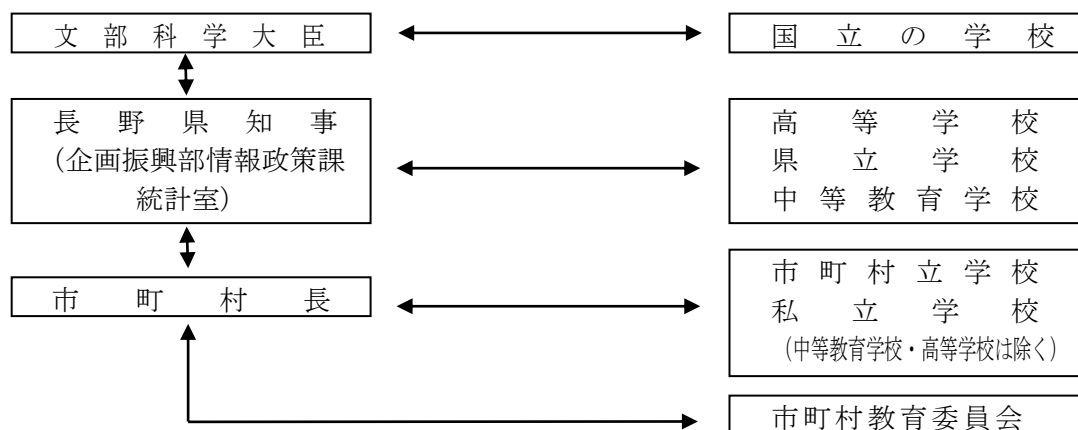 文部科学大臣
国立の学校
長野県知事
(企画振興部情報政策課
統計室)
高等学校
県立学校
中等教育学校
市町村長
市町村立学校
私立学校
(中等教育学校・高等学校は除く)
市町村教育委員会